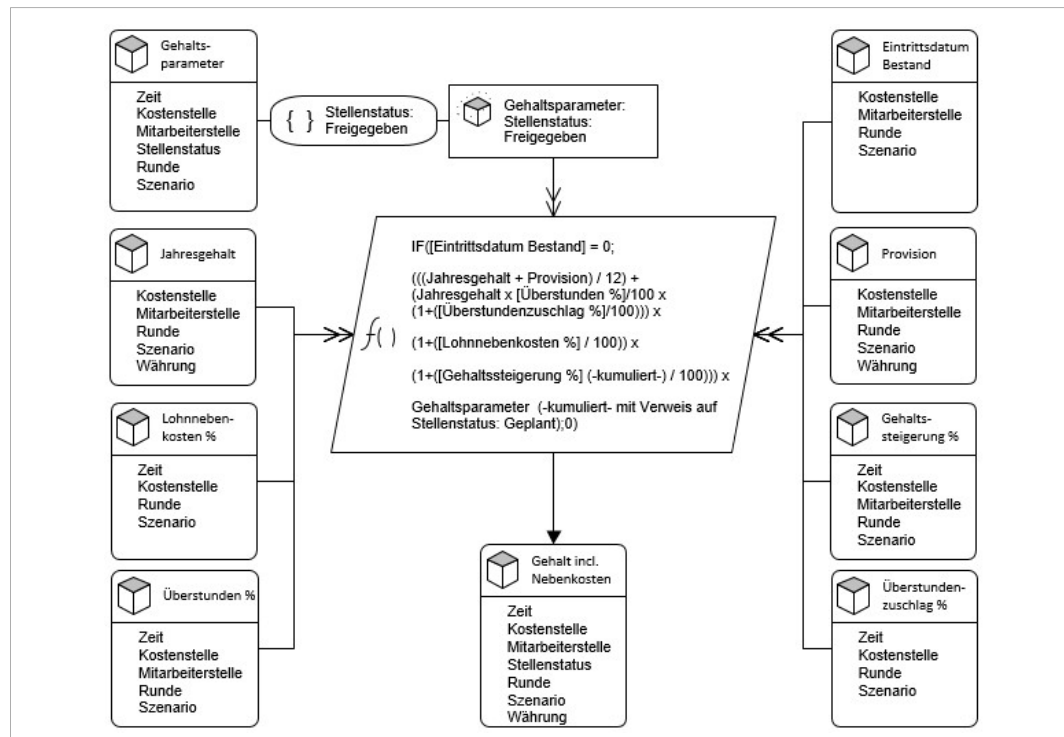 Gehalts-
parameter
Zeit
Kostenstelle
Mitarbeiterstelle
Stellenstatus
Runde
Szenario
{ } Stellenstatus:
Freigegeben
Gehaltsparameter:
Stellenstatus:
Freigegeben
Eintrittsdatum
Bestand
Kostenstelle
Mitarbeiterstelle
Runde
Szenario
Jahresgehalt
Kostenstelle
Mitarbeiterstelle
Runde
Szenario
Währung
f( )
IF([Eintrittsdatum Bestand] = 0;
(((Jahresgehalt + Provision) / 12) +
(Jahresgehalt x [Überstunden %]/100 x
(1+([Überstundenzuschlag %]/100))) x
(1+([Lohnnebenkosten %] / 100)) x
(1+([Gehaltssteigerung %] (-kumuliert-) / 100))) x
Gehaltsparameter (-kumuliert- mit Verweis auf
Stellenstatus: Geplant);0)
Provision
Kostenstelle
Mitarbeiterstelle
Runde
Szenario
Währung
Lohnneben-
kosten %
Zeit
Kostenstelle
Runde
Szenario
Gehalts-
steigerung %
Zeit
Kostenstelle
Mitarbeiterstelle
Runde
Szenario
Überstunden %
Zeit
Kostenstelle
Mitarbeiterstelle
Runde
Szenario
Gehalt incl.
Nebenkosten
Zeit
Kostenstelle
Mitarbeiterstelle
Stellenstatus
Runde
Szenario
Währung
Überstunden-
zuschlag %
Zeit
Kostenstelle
Runde
Szenario